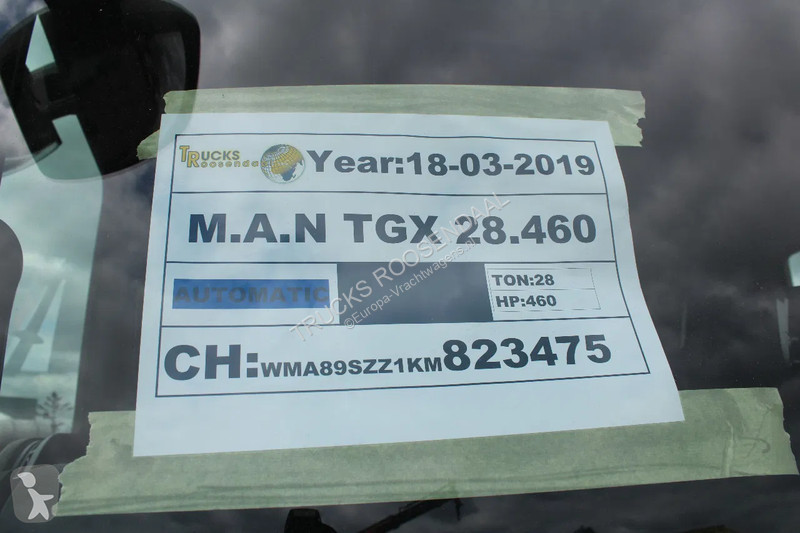 TRUCKS
Roosendaal
Year:18-03-2019
M.A.N TGX 28.460
AUTOMATIC
TON:28
HP:460
CH:WMA89SZZ1KM823475
TRUCKS ROOSENDAAL
©Europa-Vrachtwagens.nl